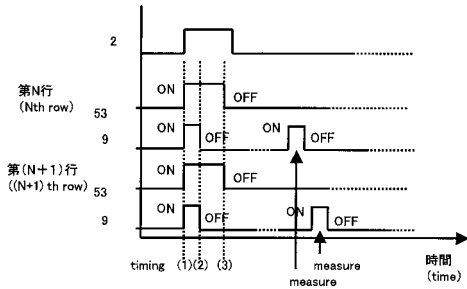 2
第N行
(Nth row)
ON
OFF
53
ON
OFF
ON
OFF
9
第(N+1)行
((N+1) th row)
ON
OFF
53
ON
OFF
ON
OFF
9
timing (1)(2) (3)
時間
(time)
measure
measure